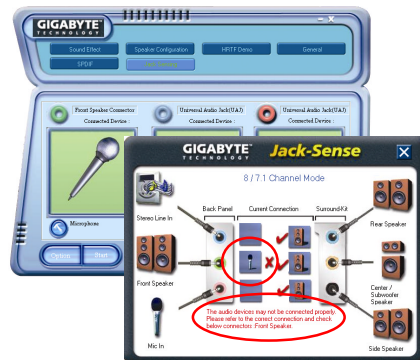 GIGABYTE
TECHNOLOGY
Sound Effect
Speaker Configuration
HRTF Demo
General
SPDIF
Front Speaker Connector
Connected Device :
Universal Audio Jack(UAJ)
Connected Device :
Universal Audio Jack(UAJ)
Connected Device :
Microphone
Option
Start
GIGABYTE™
TECHNOLOGY
Jack-Sense
8 / 7.1 Channel Mode
Back Panel
Current Connection
Surround-Kit
Stereo Line In
Front Speaker
Mic In
Rear Speaker
Center /
Subwoofer
Speaker
Side Speaker
The audio devices may not be connected properly.
Please refer to the correct connection and check
below connectors: Front Speaker.